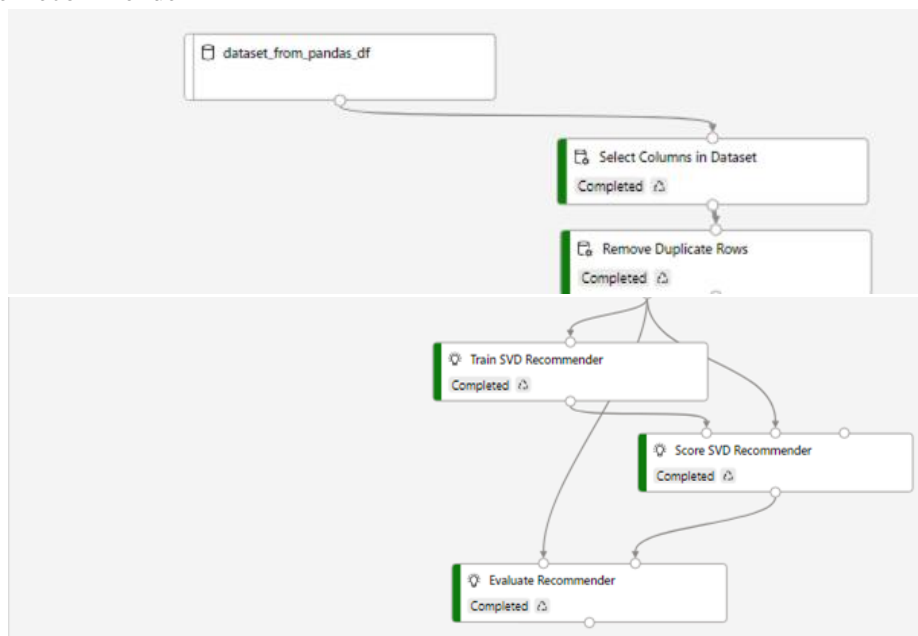 dataset_from_pandas_df
Select Columns in Dataset
Completed
Remove Duplicate Rows
Completed
Train SVD Recommender
Completed
Score SVD Recommender
Completed
Evaluate Recommender
Completed